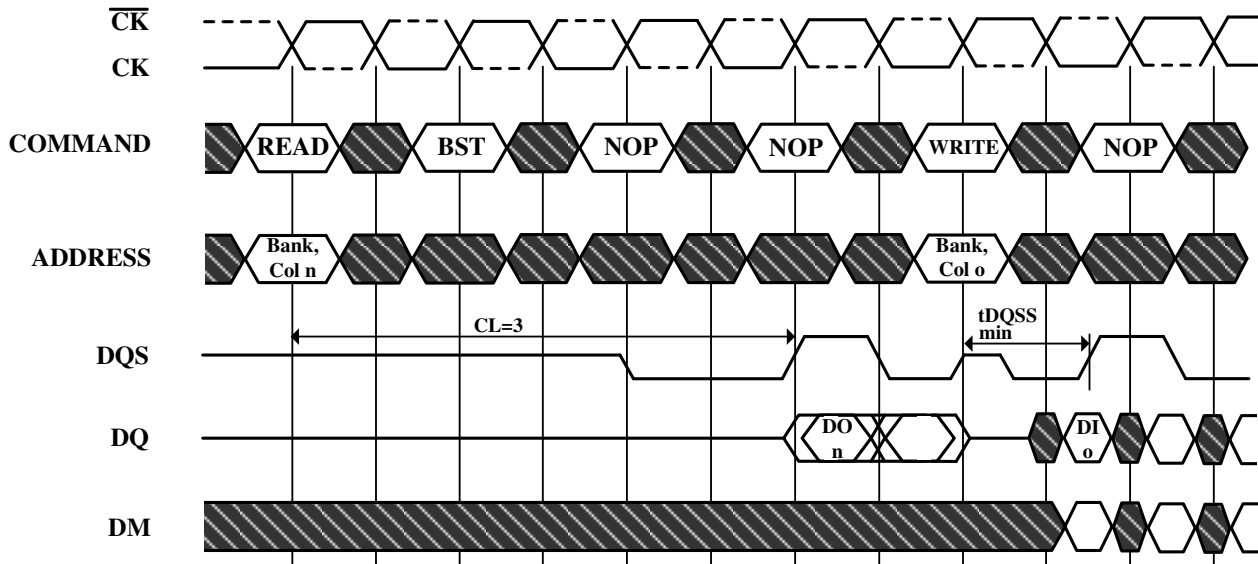 CK
CK
COMMAND
READ
BST
NOP
NOP
WRITE
NOP
ADDRESS
Bank,
Col n
Bank,
Col o
DQS
CL=3
tDQSS
min
DQ
DO
n
DI
o
DM